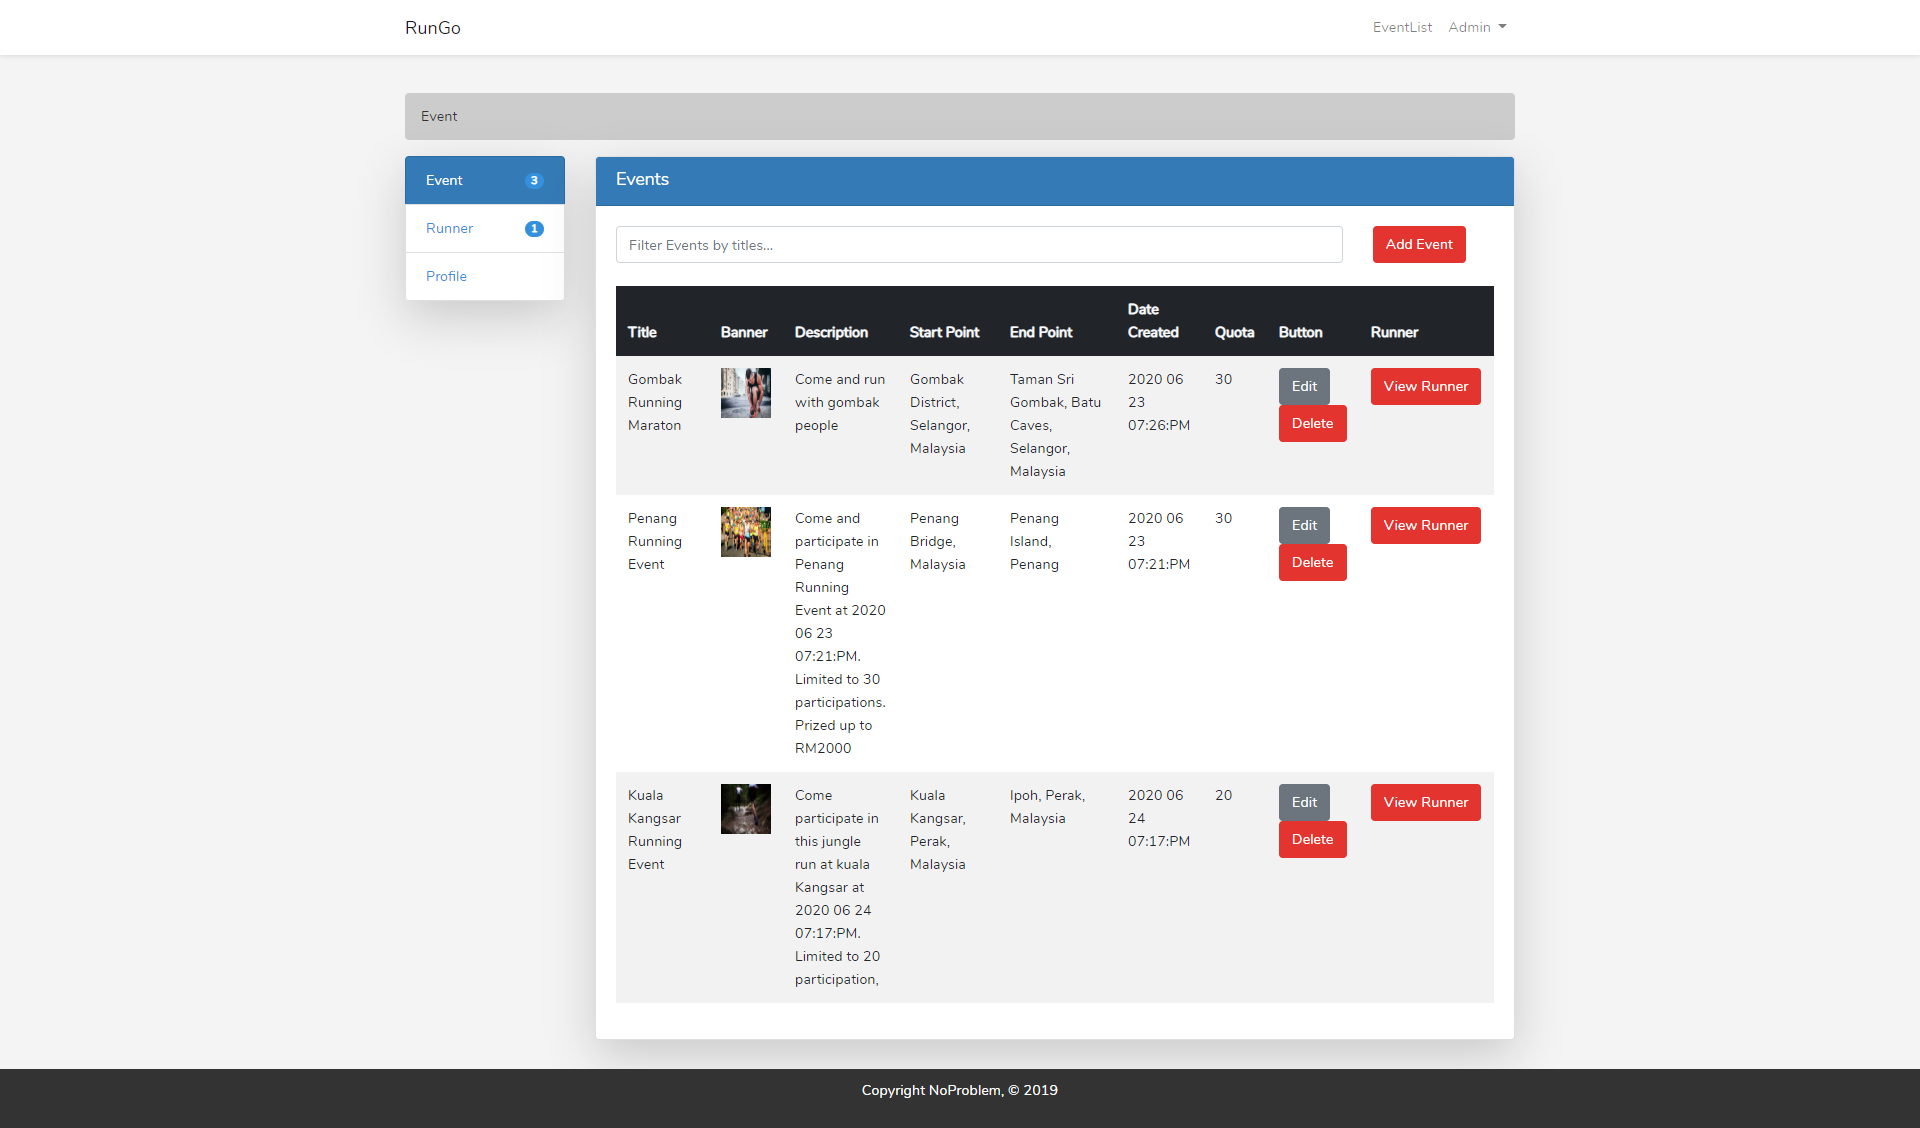 RunGo
EventList Admin
Event
Event 3
Runner 1
Profile
Events
Filter Events by titles...
Add Event
Title Banner Description Start Point End Point Date Created Quota Button Runner
Gombak
Running
Maraton
Come and run
with gombak
people
Gombak
District,
Selangor,
Malaysia
Taman Sri
Gombak, Batu
Caves,
Selangor,
Malaysia
2020 06
23
07:26:PM
30
Edit
Delete
View Runner
Penang
Running
Event
Come and
participate in
Penang
Running
Event at 2020
06 23
07:21:PM.
Limited to 30
participations.
Prized up to
RM2000
Penang
Bridge,
Malaysia
Penang
Island,
Penang
2020 06
23
07:21:PM
30
Edit
Delete
View Runner
Kuala
Kangsar
Running
Event
Come
participate in
this jungle
run at kuala
Kangsar at
2020 06 24
07:17:PM.
Limited to 20
participation,
Kuala
Kangsar,
Perak,
Malaysia
Ipoh, Perak,
Malaysia
2020 06
24
07:17:PM
20
Edit
Delete
View Runner
Copyright NoProblem, © 2019